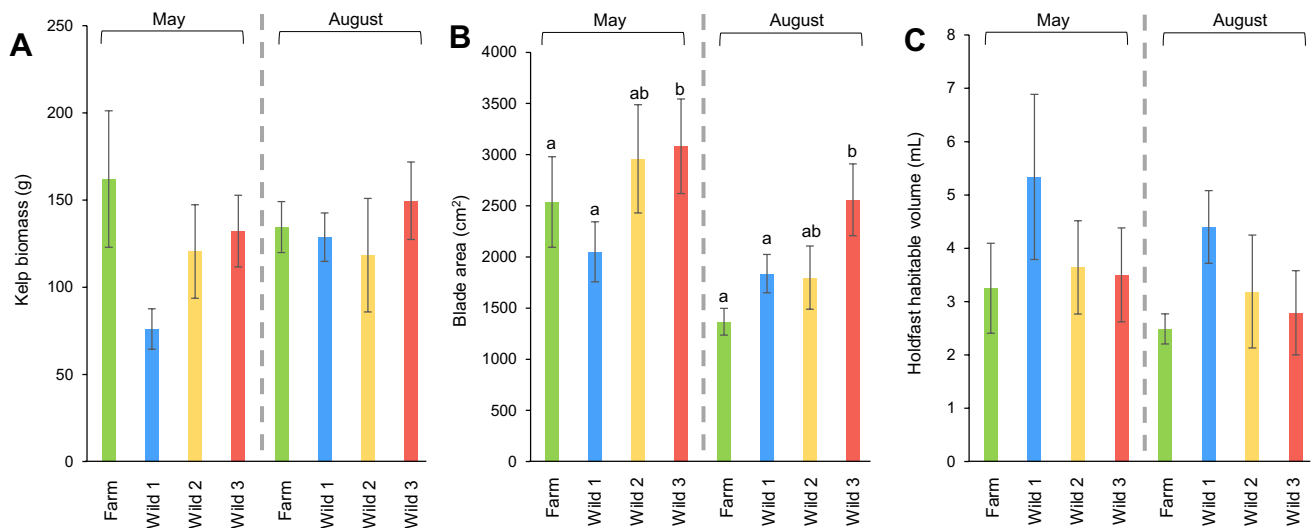 A
May
August
Kelp biomass (g)
250
200
150
100
50
0
Farm
Wild 1
Wild 2
Wild 3
Farm
Wild 1
Wild 2
Wild 3
B
May
August
Blade area (cm²)
4000
3500
3000
2500
2000
1500
1000
500
0
a
a
ab
b
a
a
ab
b
Farm
Wild 1
Wild 2
Wild 3
Farm
Wild 1
Wild 2
Wild 3
C
May
August
Holdfast habitable volume (mL)
8
7
6
5
4
3
2
1
0
Farm
Wild 1
Wild 2
Wild 3
Farm
Wild 1
Wild 2
Wild 3